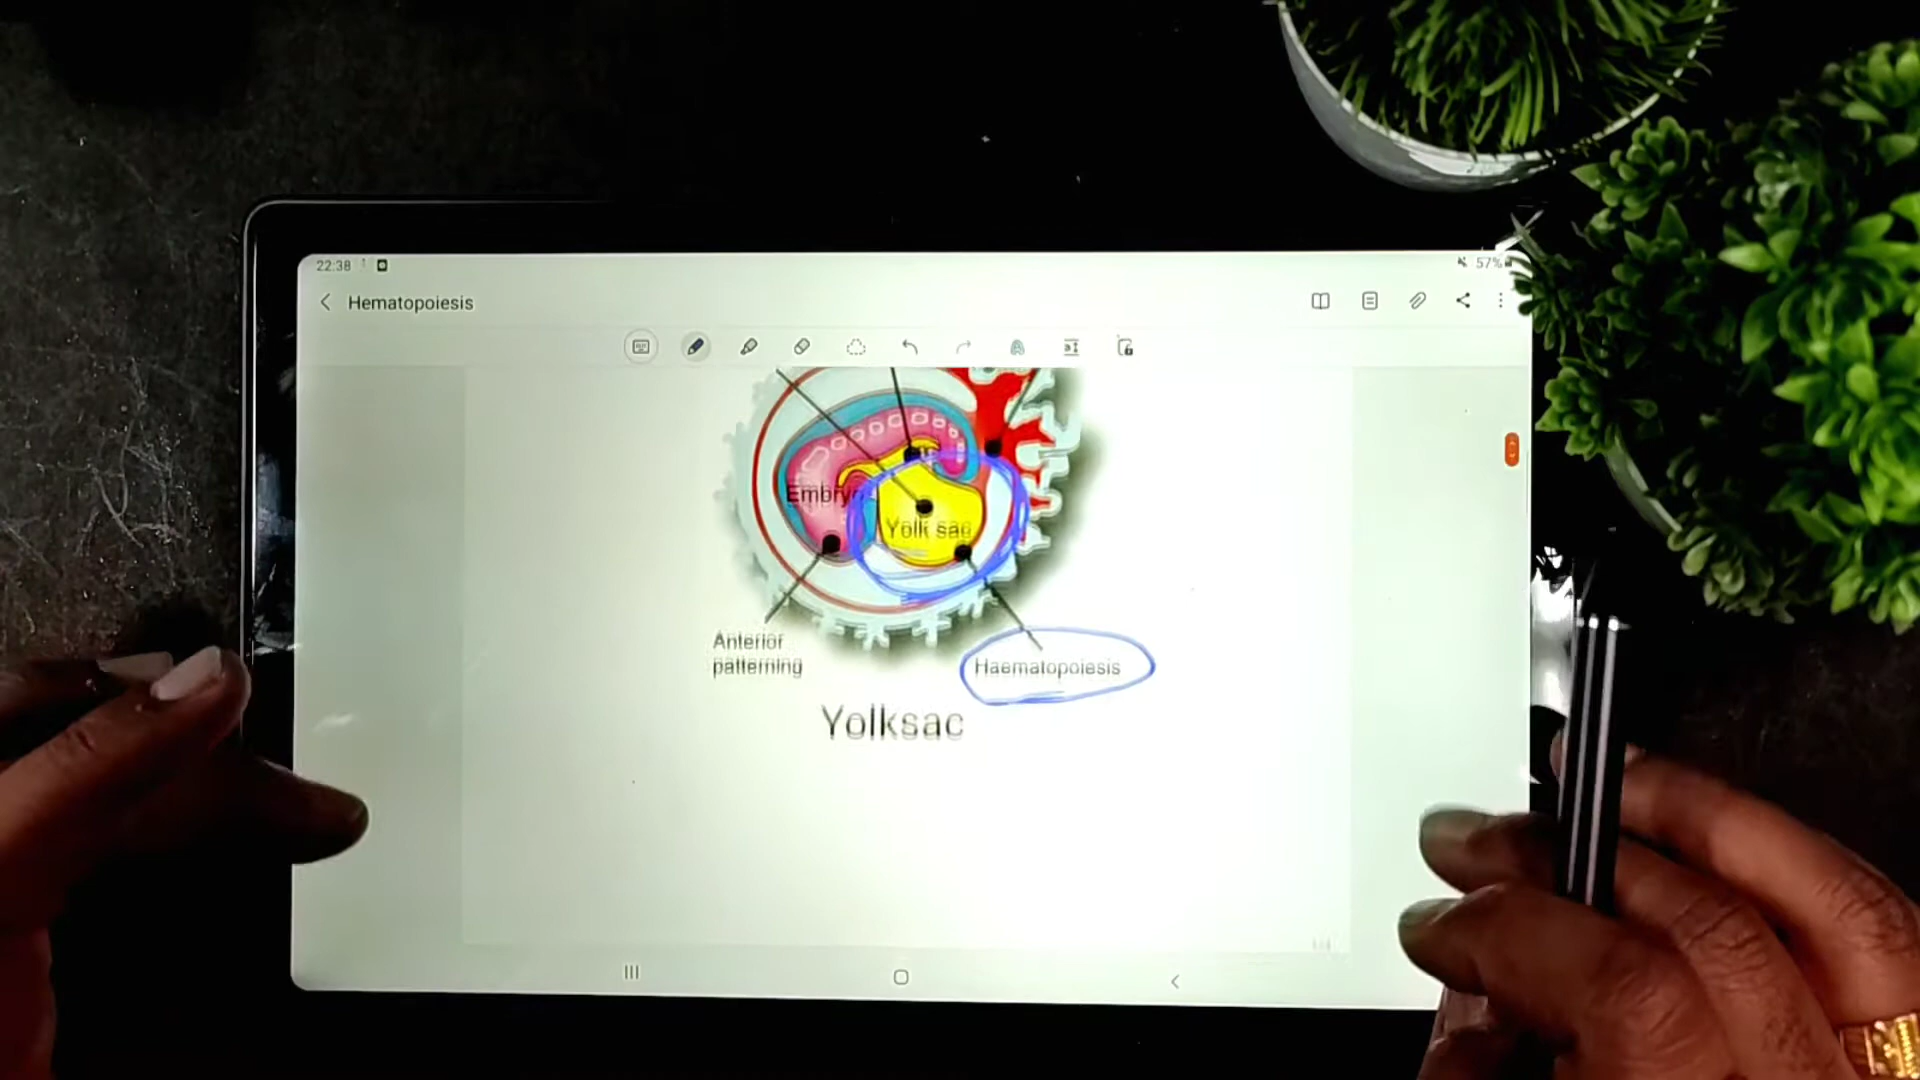 22:38
57%
Hematopoiesis
Embryo
Yolk sac
Anterior
patterning
Haematopoiesis
Yolksac